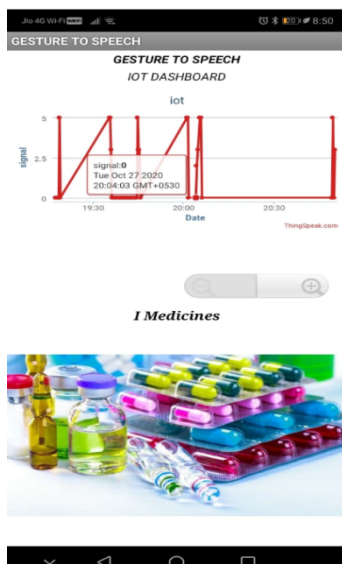 Jio 4G Wi-Fi 20 8:50
GESTURE TO SPEECH
GESTURE TO SPEECH
IOT DASHBOARD
iot
5
signal
2.5
signal:0
Tue Oct 27 2020
20:04:03 GMT+0530
0
19:30 20:00 20:30
Date
ThingSpeak.com
I Medicines